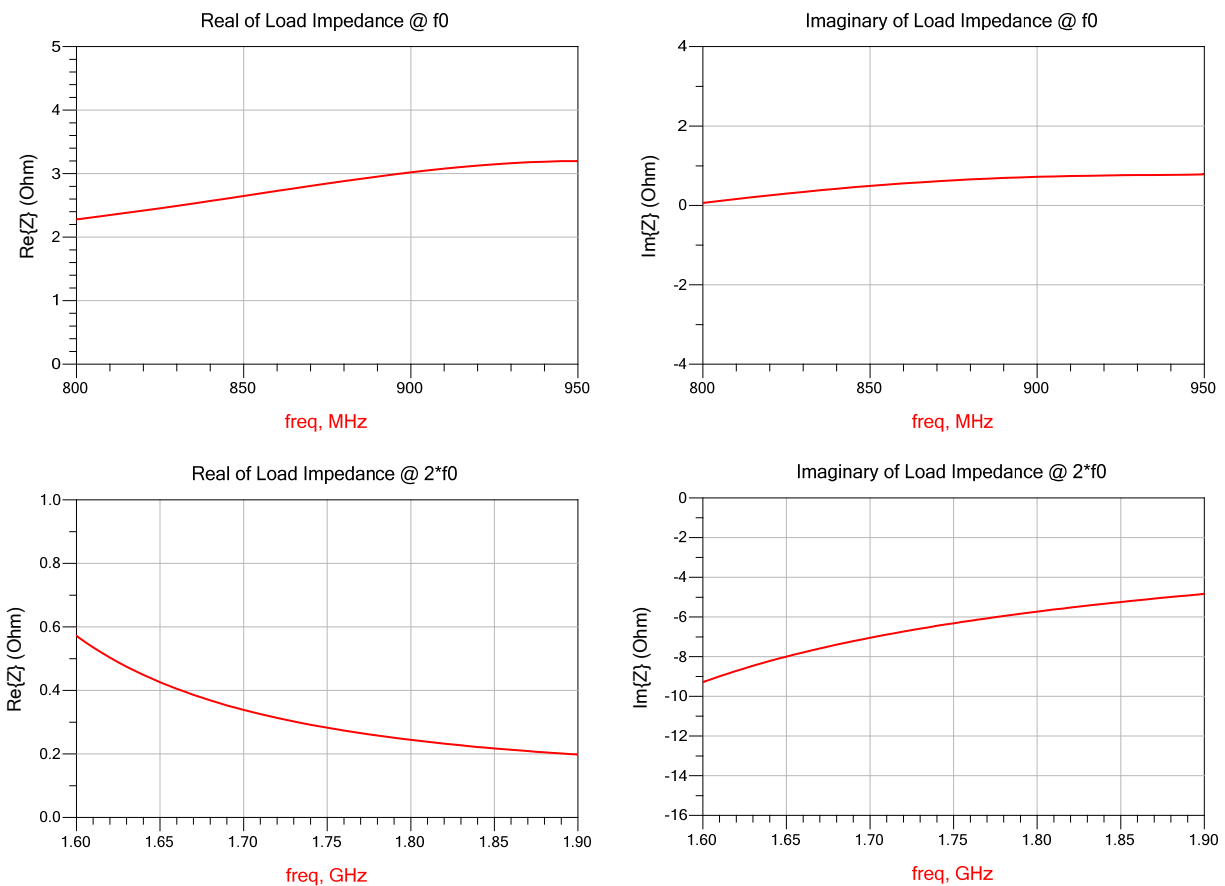 Real of Load Impedance @ f0
5
4
3
2
1
0
Re{Z} (Ohm)
800 850 900 950
freq, MHz
Imaginary of Load Impedance @ f0
4
2
0
-2
-4
Im{Z} (Ohm)
800 850 900 950
freq, MHz
Real of Load Impedance @ 2*f0
1.0
0.8
0.6
0.4
0.2
0.0
Re{Z} (Ohm)
1.60 1.65 1.70 1.75 1.80 1.85 1.90
freq, GHz
Imaginary of Load Impedance @ 2*f0
0
-2
-4
-6
-8
-10
-12
-14
-16
Im{Z} (Ohm)
1.60 1.65 1.70 1.75 1.80 1.85 1.90
freq, GHz